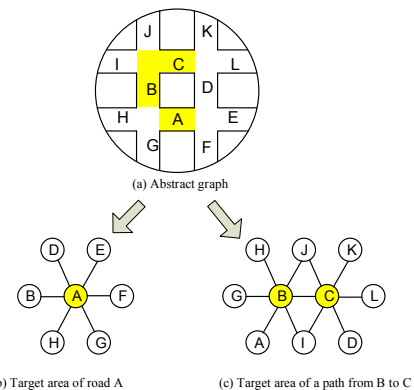 J K
I C L
B D
H A E
G F
(a) Abstract graph
D E
B A F
H G
H J K
G B C L
A I D
) Target area of road A
(c) Target area of a path from B to C